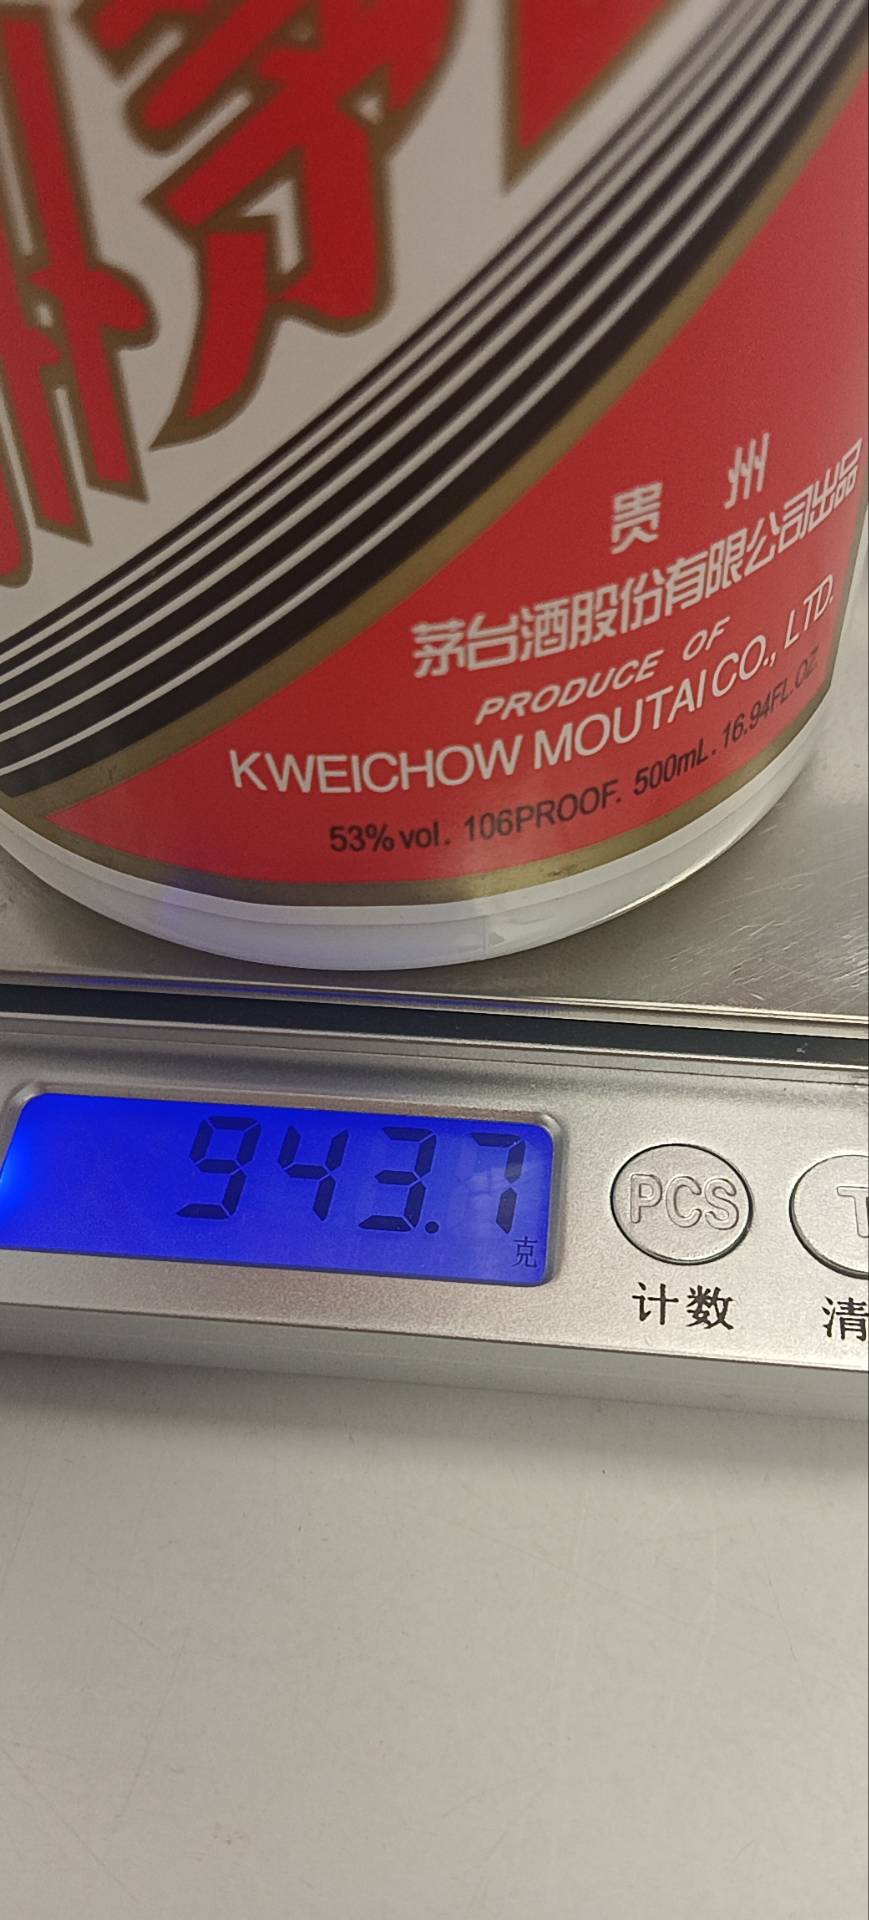 茅
贵 州
茅台酒股份有限公司出品
PRODUCE OF
KWEICHOW MOUTAI CO., LTD.
53% vol. 106PROOF. 500mL. 16.94FL.OZ.
943.7
克
PCS
T
计数
清